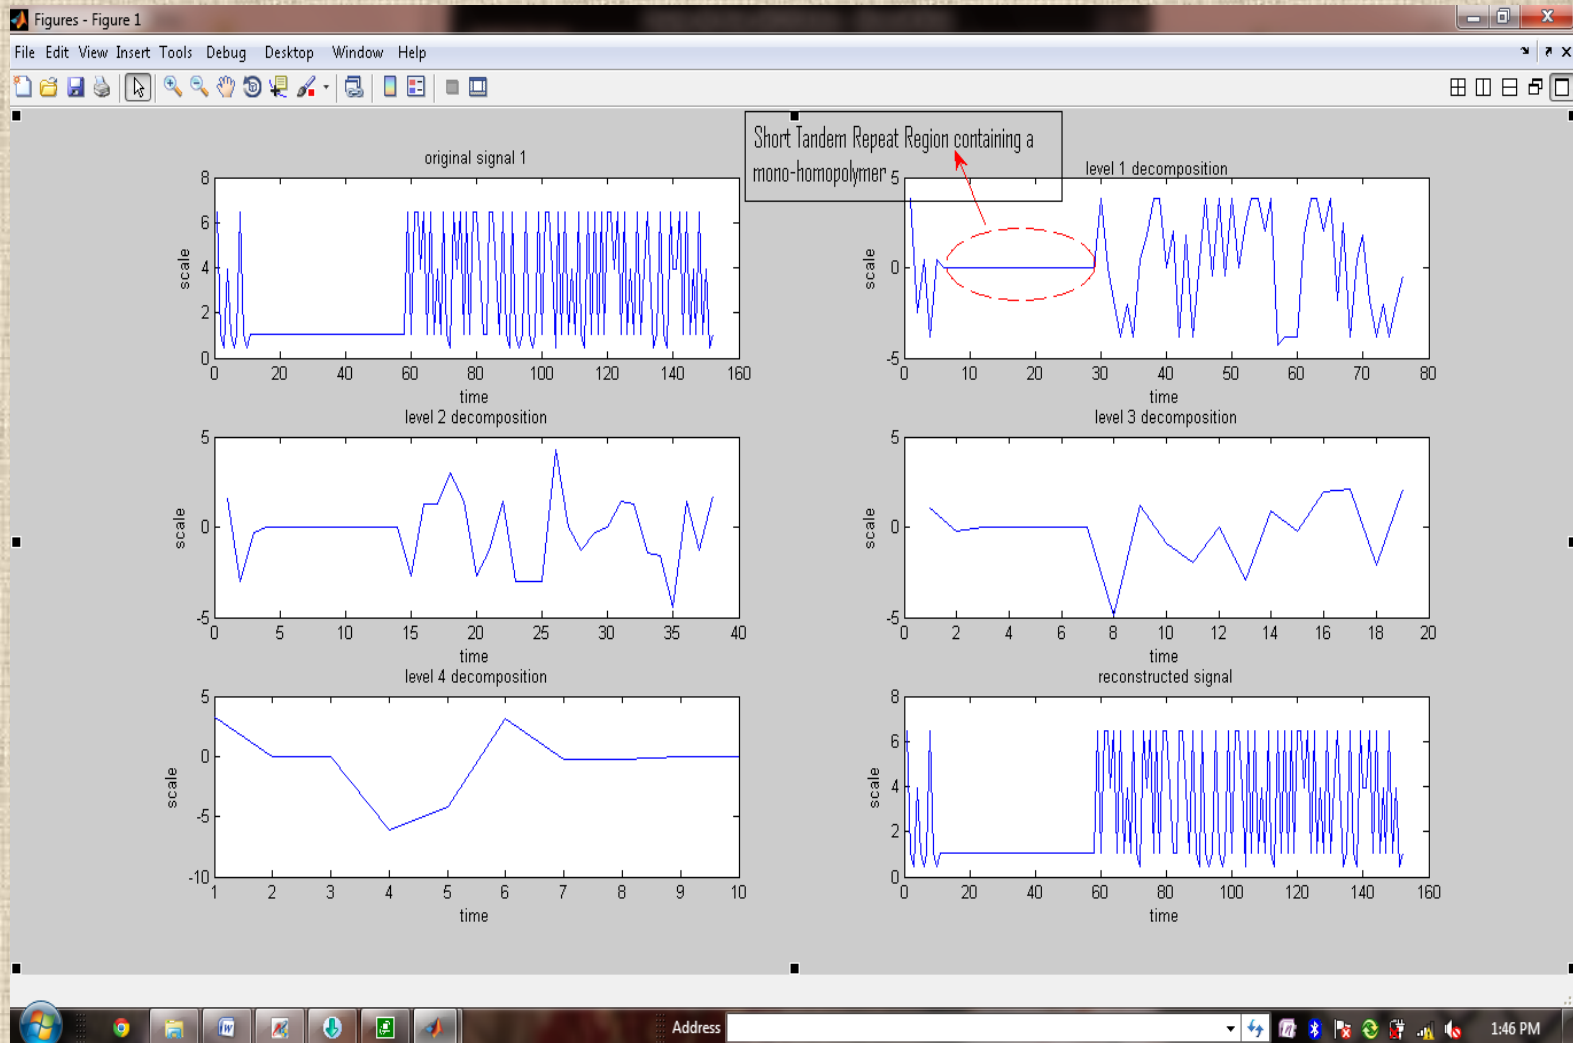 Figures - Figure 1
File Edit View Insert Tools Debug Desktop Window Help
Short Tandem Repeat Region containing a
mono-homopolymer
original signal 1
8
6
4
2
0
scale
0 20 40 60 80 100 120 140 160
time
level 1 decomposition
5
0
-5
scale
0 10 20 30 40 50 60 70 80
time
level 2 decomposition
5
0
-5
scale
0 5 10 15 20 25 30 35 40
time
level 3 decomposition
5
0
-5
scale
0 2 4 6 8 10 12 14 16 18 20
time
level 4 decomposition
5
0
-5
-10
scale
1 2 3 4 5 6 7 8 9 10
time
reconstructed signal
8
6
4
2
0
scale
0 20 40 60 80 100 120 140 160
time
Address
1:46 PM